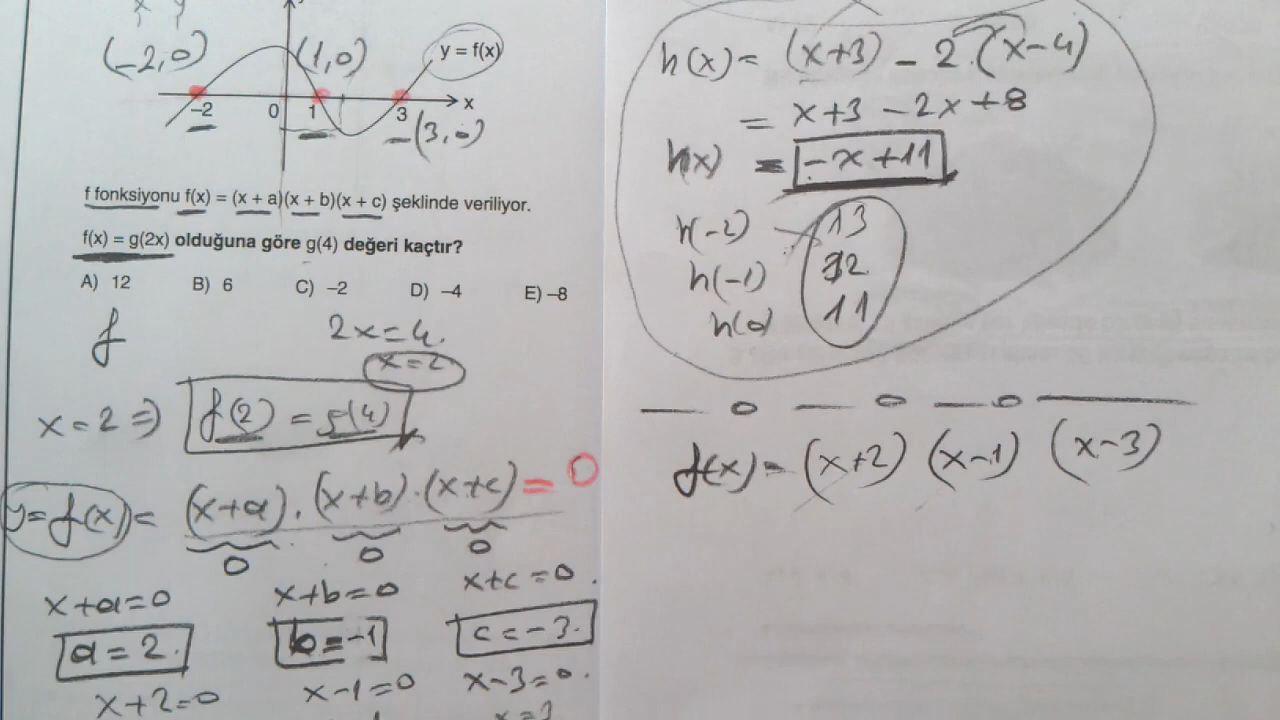 x y
(-2,0) (1,0) y = f(x)
-2 0 1 3 x
(3,0)
f fonksiyonu f(x) = (x + a)(x + b)(x + c) şeklinde veriliyor.
f(x) = g(2x) olduğuna göre g(4) değeri kaçtır?
A) 12 B) 6 C) –2 D) –4 E) –8
f 2x=4
x=2
x=2 => f(2) = g(4)
y=f(x)= (x+a).(x+b).(x+c)=0
0 0 0
x+a=0 x+b=0 x+c=0.
a=2. b=-1 c=-3.
x+2=0 x-1=0 x-3=0.
x=3
h(x)= (x+3) - 2.(x-4)
= x+3 -2x+8
h(x) = -x+11
h(-2) 13
h(-1) 12
h(0) 11
f(x)= (x+2) (x-1) (x-3)